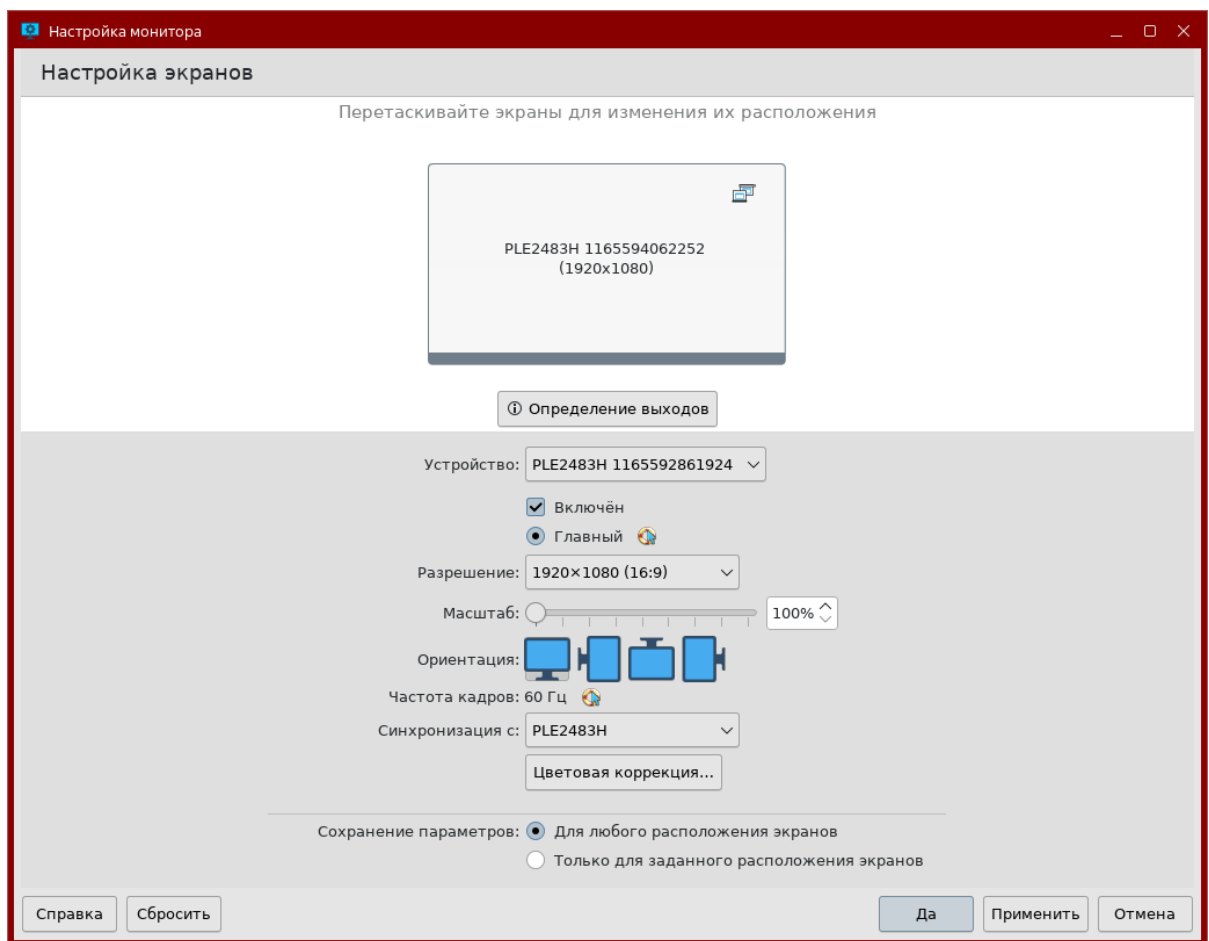 Настройка монитора
Настройка экранов
Перетаскивайте экраны для изменения их расположения
PLE2483H 1165594062252
(1920x1080)
Определение выходов
Устройство: PLE2483H 1165592861924
Включён
Главный
Разрешение: 1920×1080 (16:9)
Масштаб: 100%
Ориентация:
Частота кадров: 60 Гц
Синхронизация с: PLE2483H
Цветовая коррекция...
Сохранение параметров: Для любого расположения экранов
Только для заданного расположения экранов
Справка Сбросить Да Применить Отмена